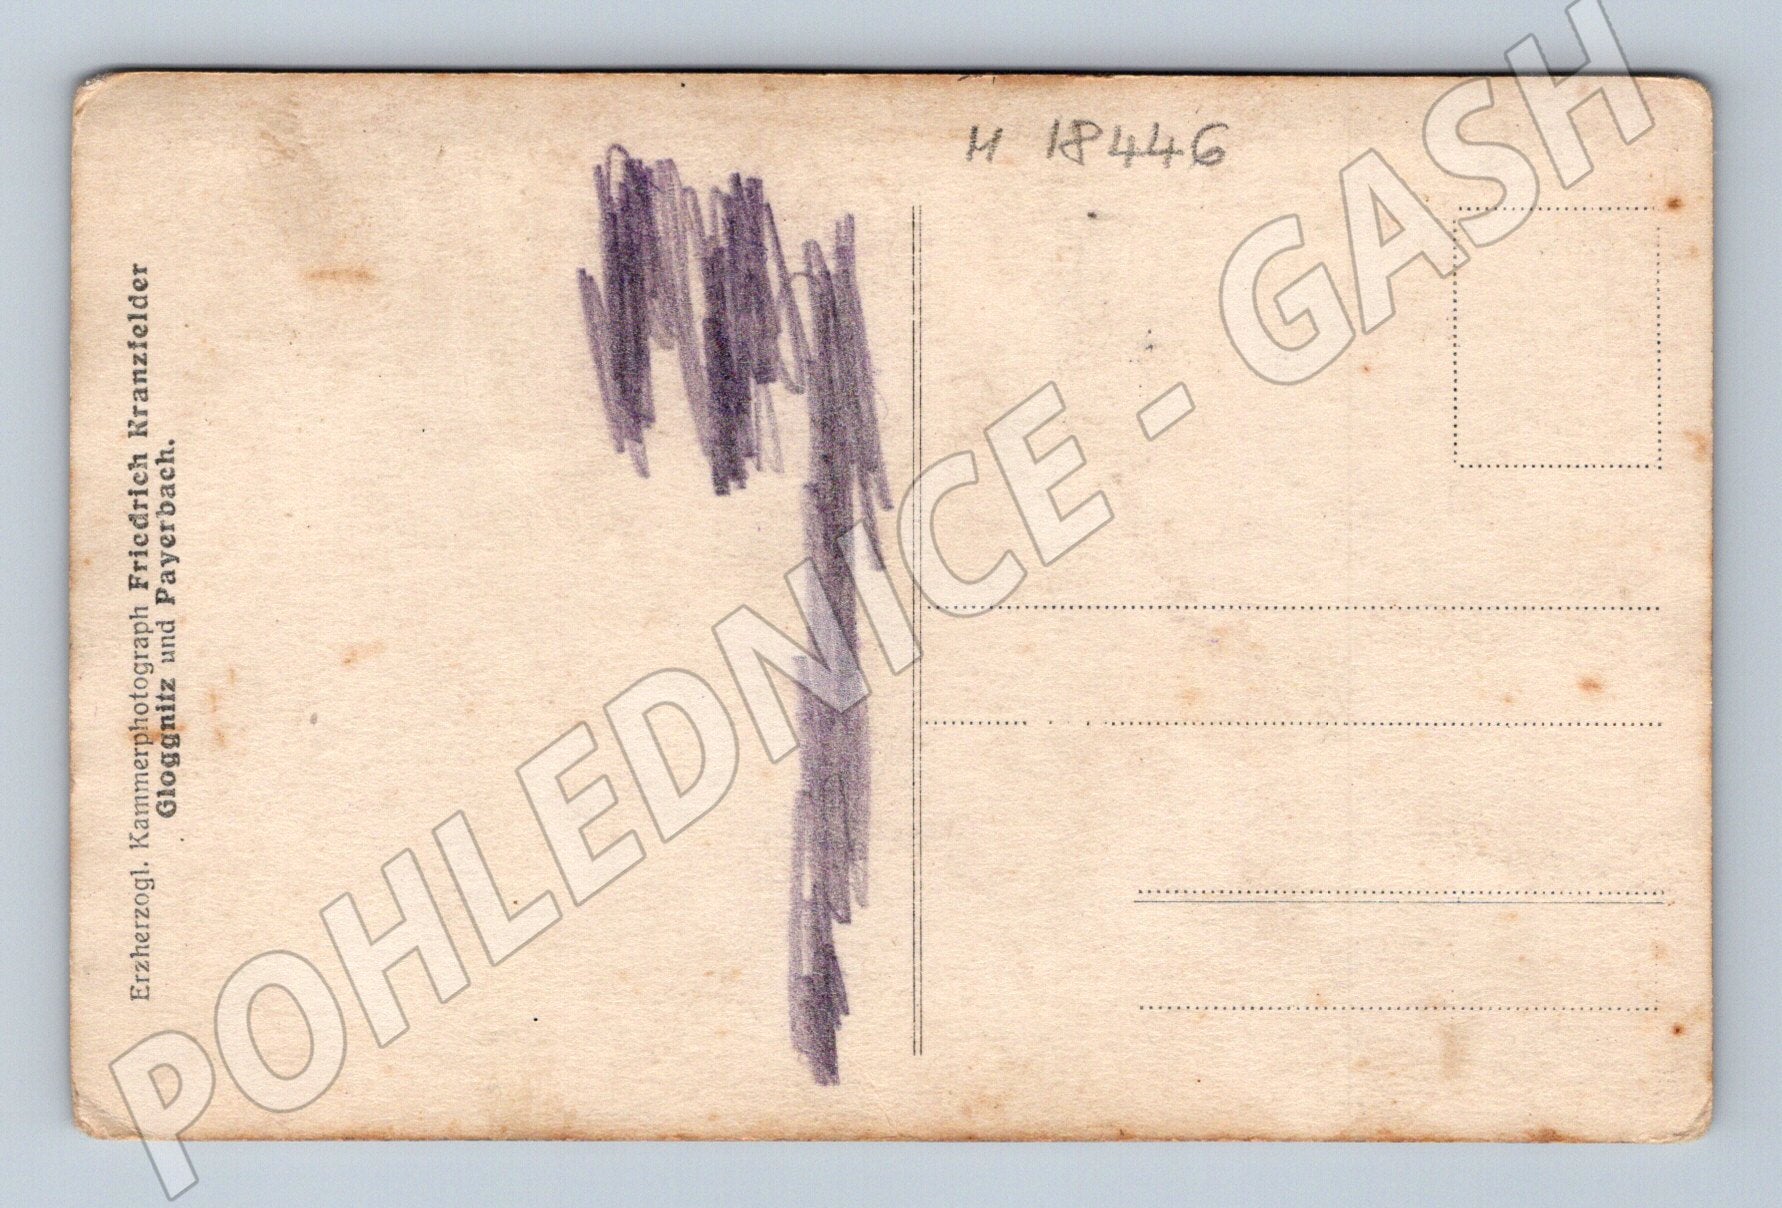 M 18446
Erzherzogl. Kammerphotograph Friedrich Kranzfelder
Gloggnitz und Payerbach.
POHLEDNICE - GASH